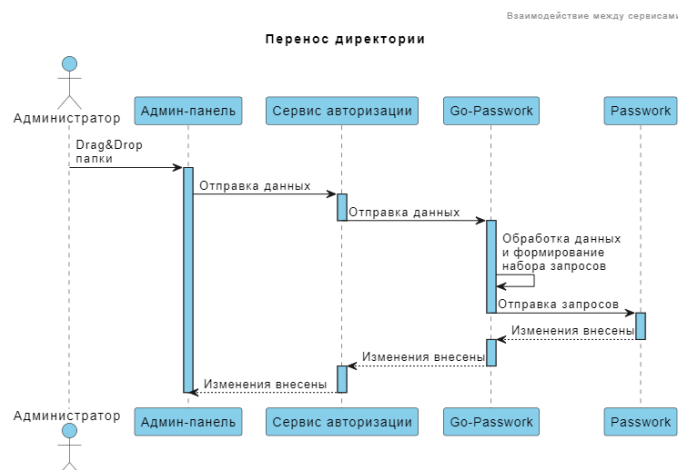 Взаимодействие между сервисами
Перенос директории
Администратор
Админ-панель
Сервис авторизации
Go-Passwork
Passwork
Drag&Drop
папки
Отправка данных
Отправка данных
Обработка данных
и формирование
набора запросов
Отправка запросов
Изменения внесены
Изменения внесены
Изменения внесены
Администратор
Админ-панель
Сервис авторизации
Go-Passwork
Passwork